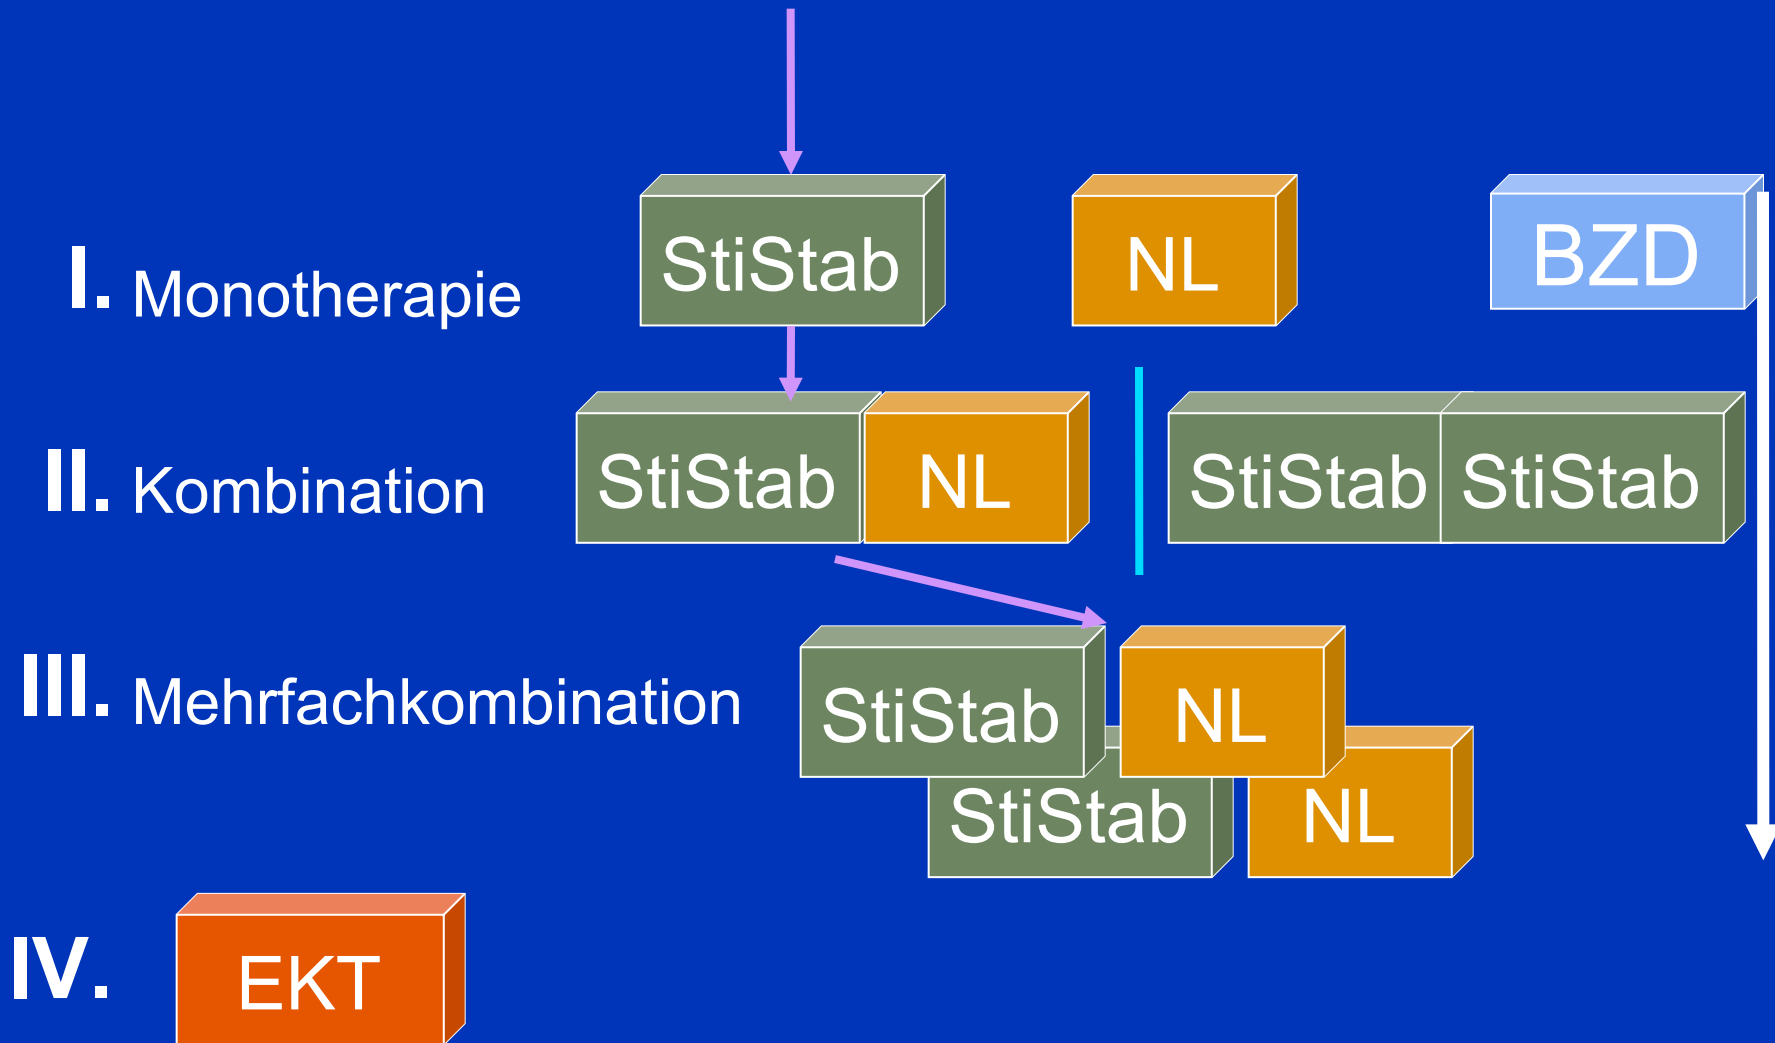 I. Monotherapie StiStab NL BZD
II. Kombination StiStab NL StiStab StiStab
III. Mehrfachkombination StiStab NL
StiStab NL
IV. EKT